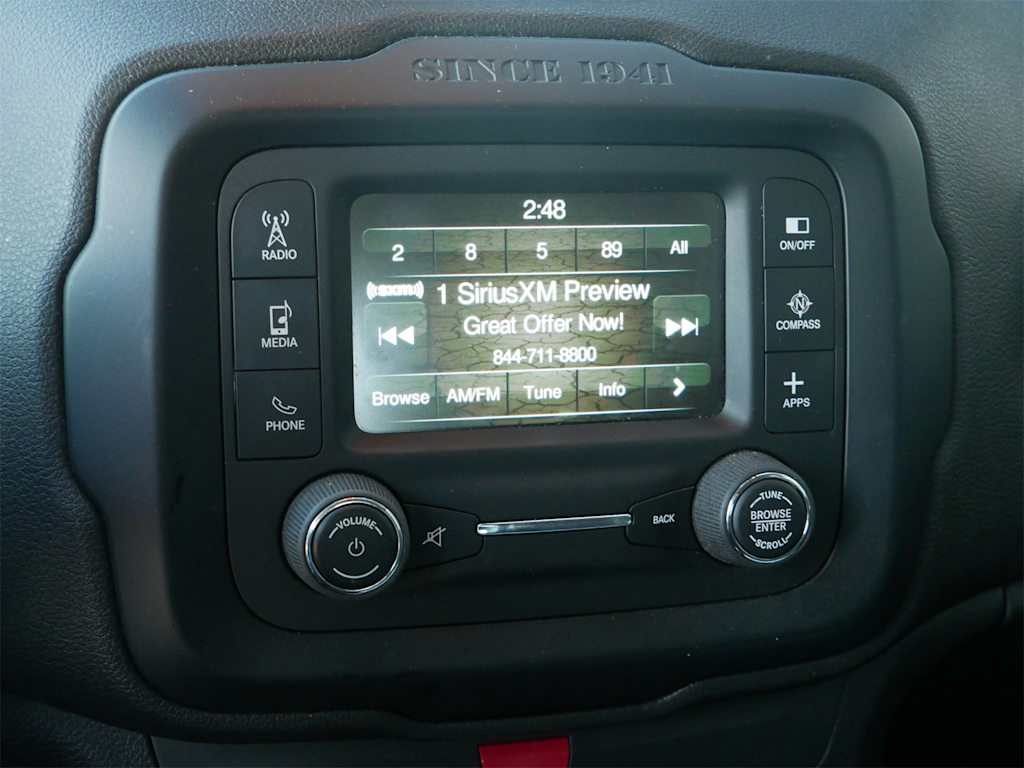 SINCE 1941
2:48
2 8 5 89 All
((SiriusXM)) 1 SiriusXM Preview
Great Offer Now!
844-711-8800
Browse AM/FM Tune Info
RADIO
MEDIA
PHONE
ON/OFF
N
COMPASS
APPS
VOLUME
BACK
TUNE
BROWSE
ENTER
SCROLL